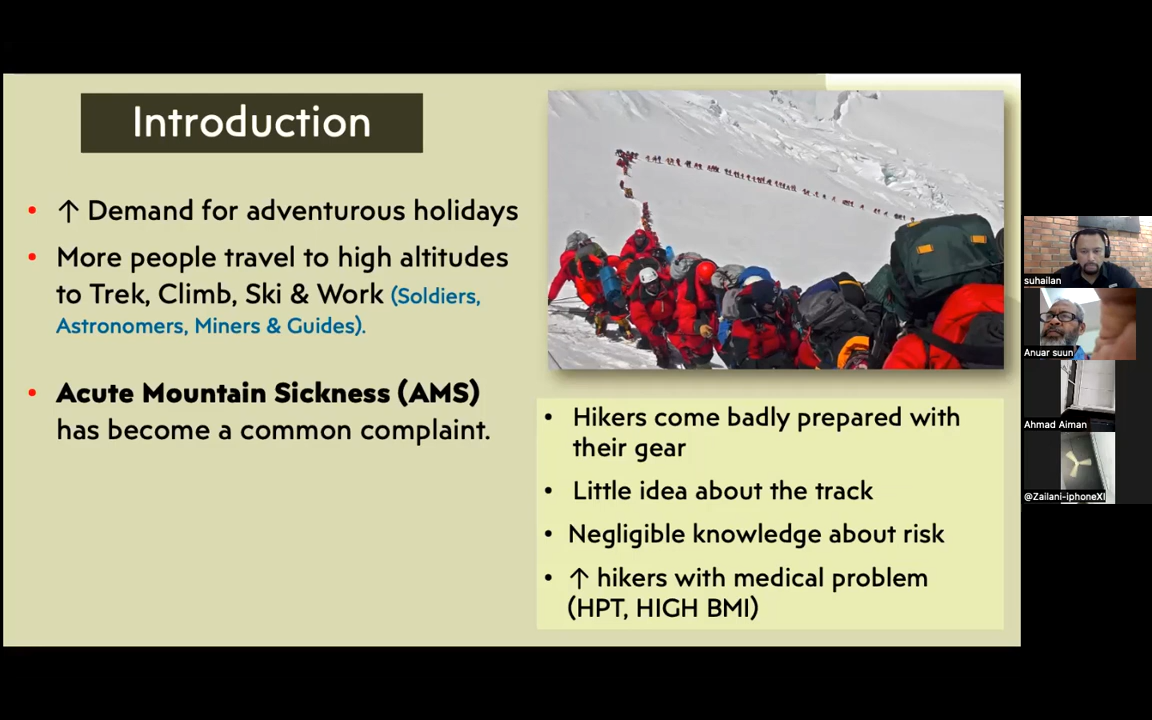 Introduction
• ↑ Demand for adventurous holidays
• More people travel to high altitudes
to Trek, Climb, Ski & Work (Soldiers,
Astronomers, Miners & Guides).
• Acute Mountain Sickness (AMS)
has become a common complaint.
• Hikers come badly prepared with
their gear
• Little idea about the track
• Negligible knowledge about risk
• ↑ hikers with medical problem
(HPT, HIGH BMI)
suhailan
Anuar suun
Ahmad Aiman
@Zailani-iphoneXI